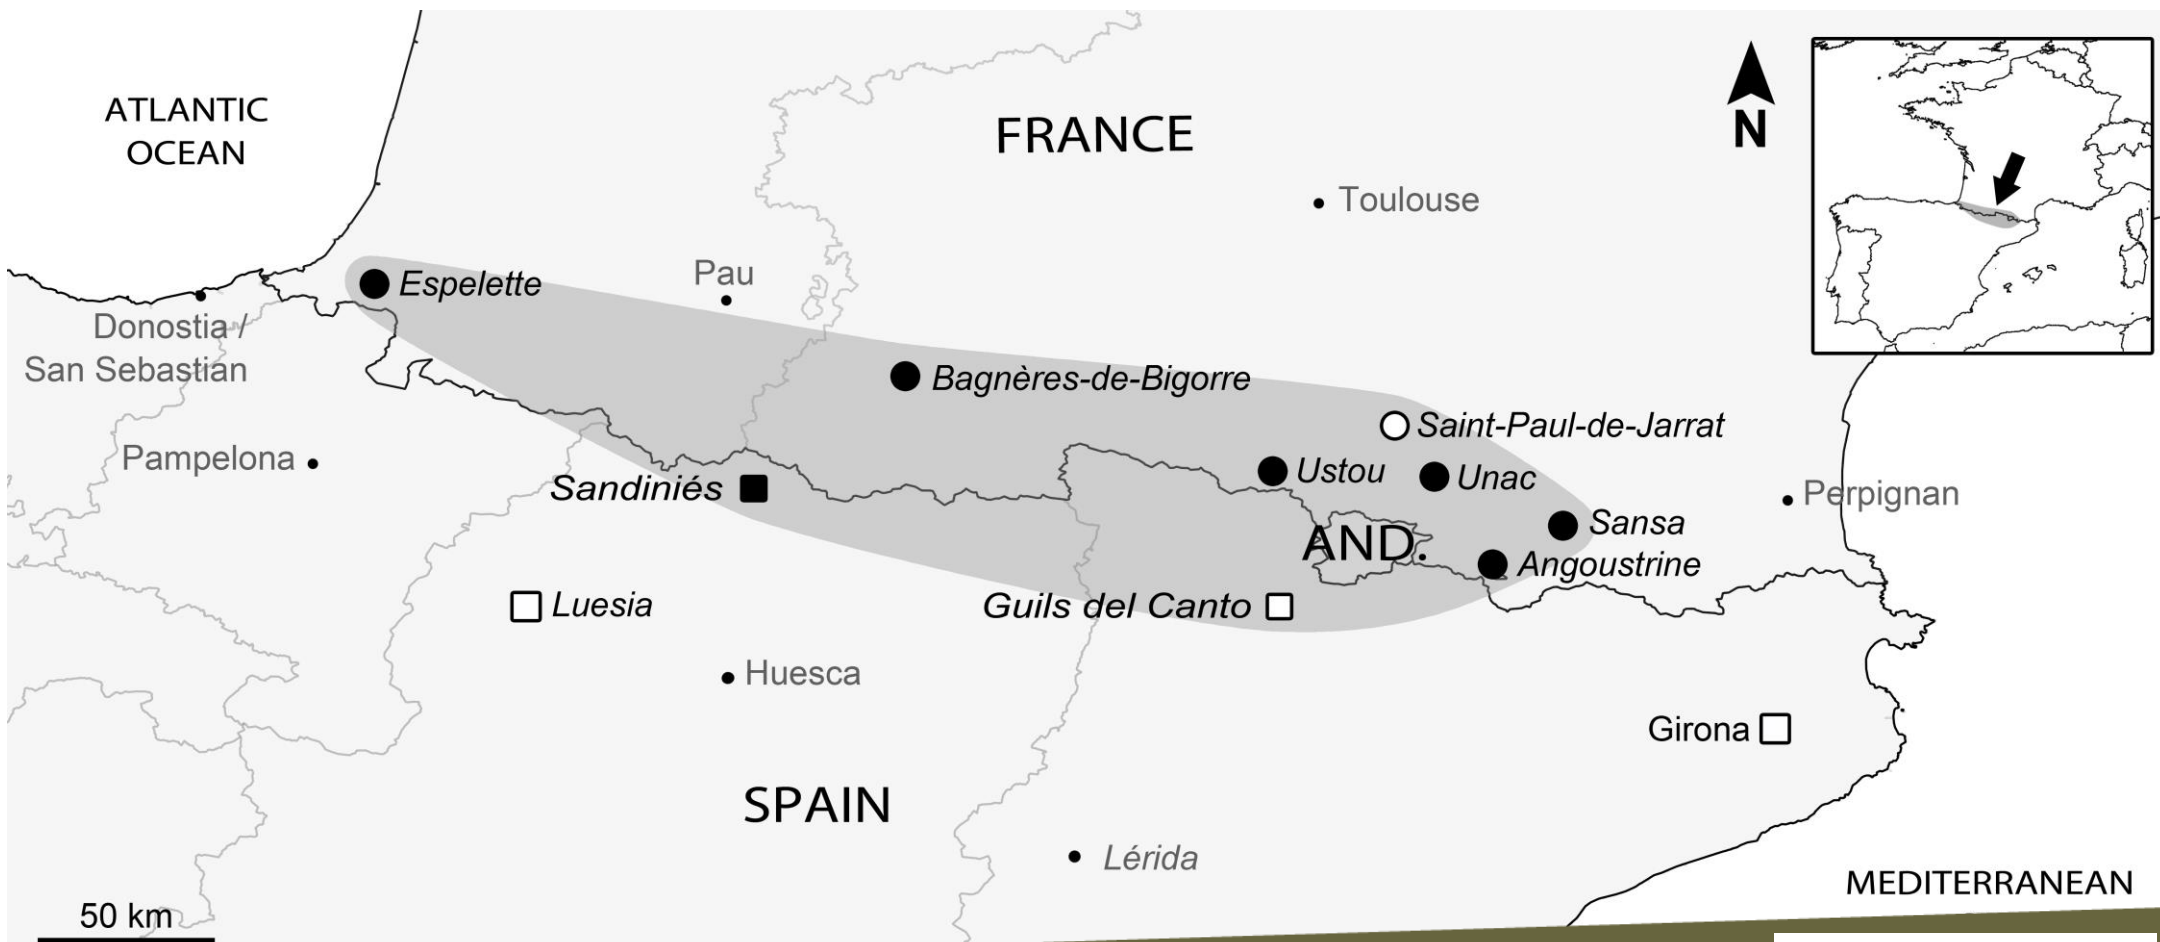 ATLANTIC
OCEAN
FRANCE
N
Toulouse
Pau
Espelette
Donostia /
San Sebastian
Bagnères-de-Bigorre
Saint-Paul-de-Jarrat
Pampelona
Ustou
Unac
Sandiniés
Perpignan
Sansa
AND.
Angoustrine
Luesia
Guils del Canto
Huesca
Girona
SPAIN
Lérida
MEDITERRANEAN
50 km